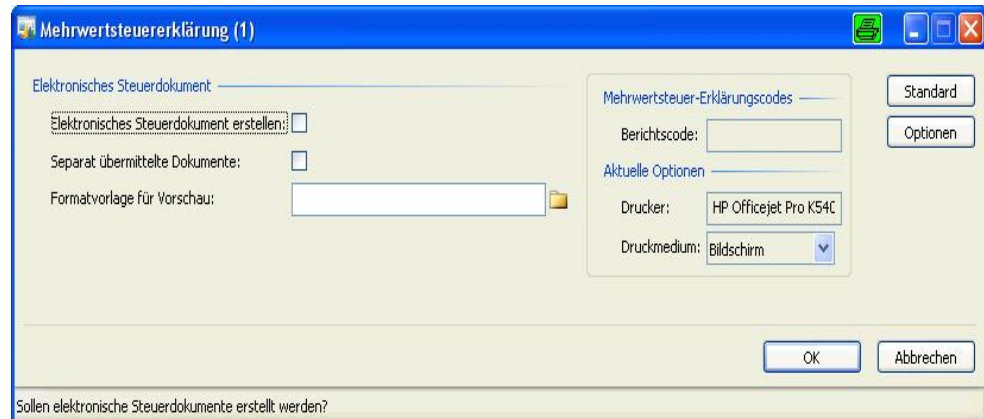 Mehrwertsteuererklärung (1)
Elektronisches Steuerdokument
Elektronisches Steuerdokument erstellen:
Separat übermittelte Dokumente:
Formatvorlage für Vorschau:
Mehrwertsteuer-Erklärungscodes
Berichtscode:
Aktuelle Optionen
Drucker: HP Officejet Pro K54
Druckmedium: Bildschirm
Standard
Optionen
OK
Abbrechen
Sollen elektronische Steuerdokumente erstellt werden?